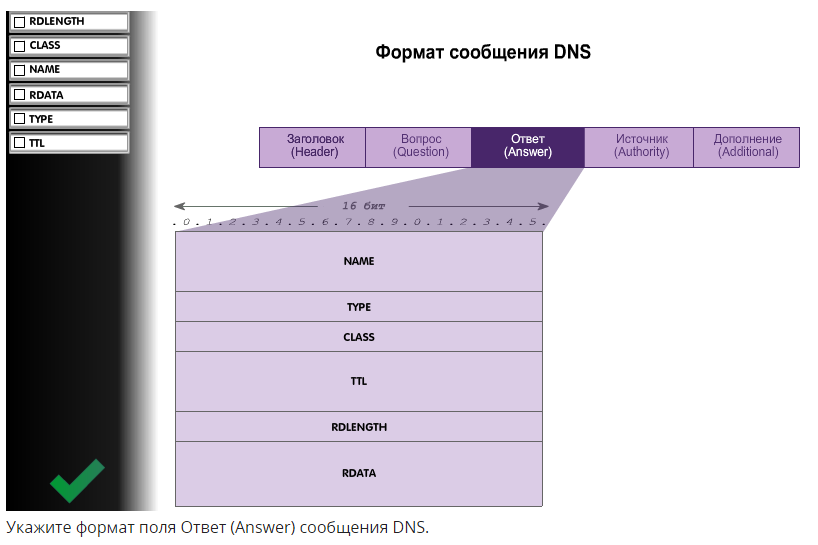 RDLENGTH
CLASS
NAME
RDATA
TYPE
TTL
Формат сообщения DNS
Заголовок Вопрос Ответ Источник Дополнение
(Header) (Question) (Answer) (Authority) (Additional)
16 бит
. 0 . 1 . 2 . 3 . 4 . 5 . 6 . 7 . 8 . 9 . 0 . 1 . 2 . 3 . 4 . 5 .
NAME
TYPE
CLASS
TTL
RDLENGTH
RDATA
Укажите формат поля Ответ (Answer) сообщения DNS.